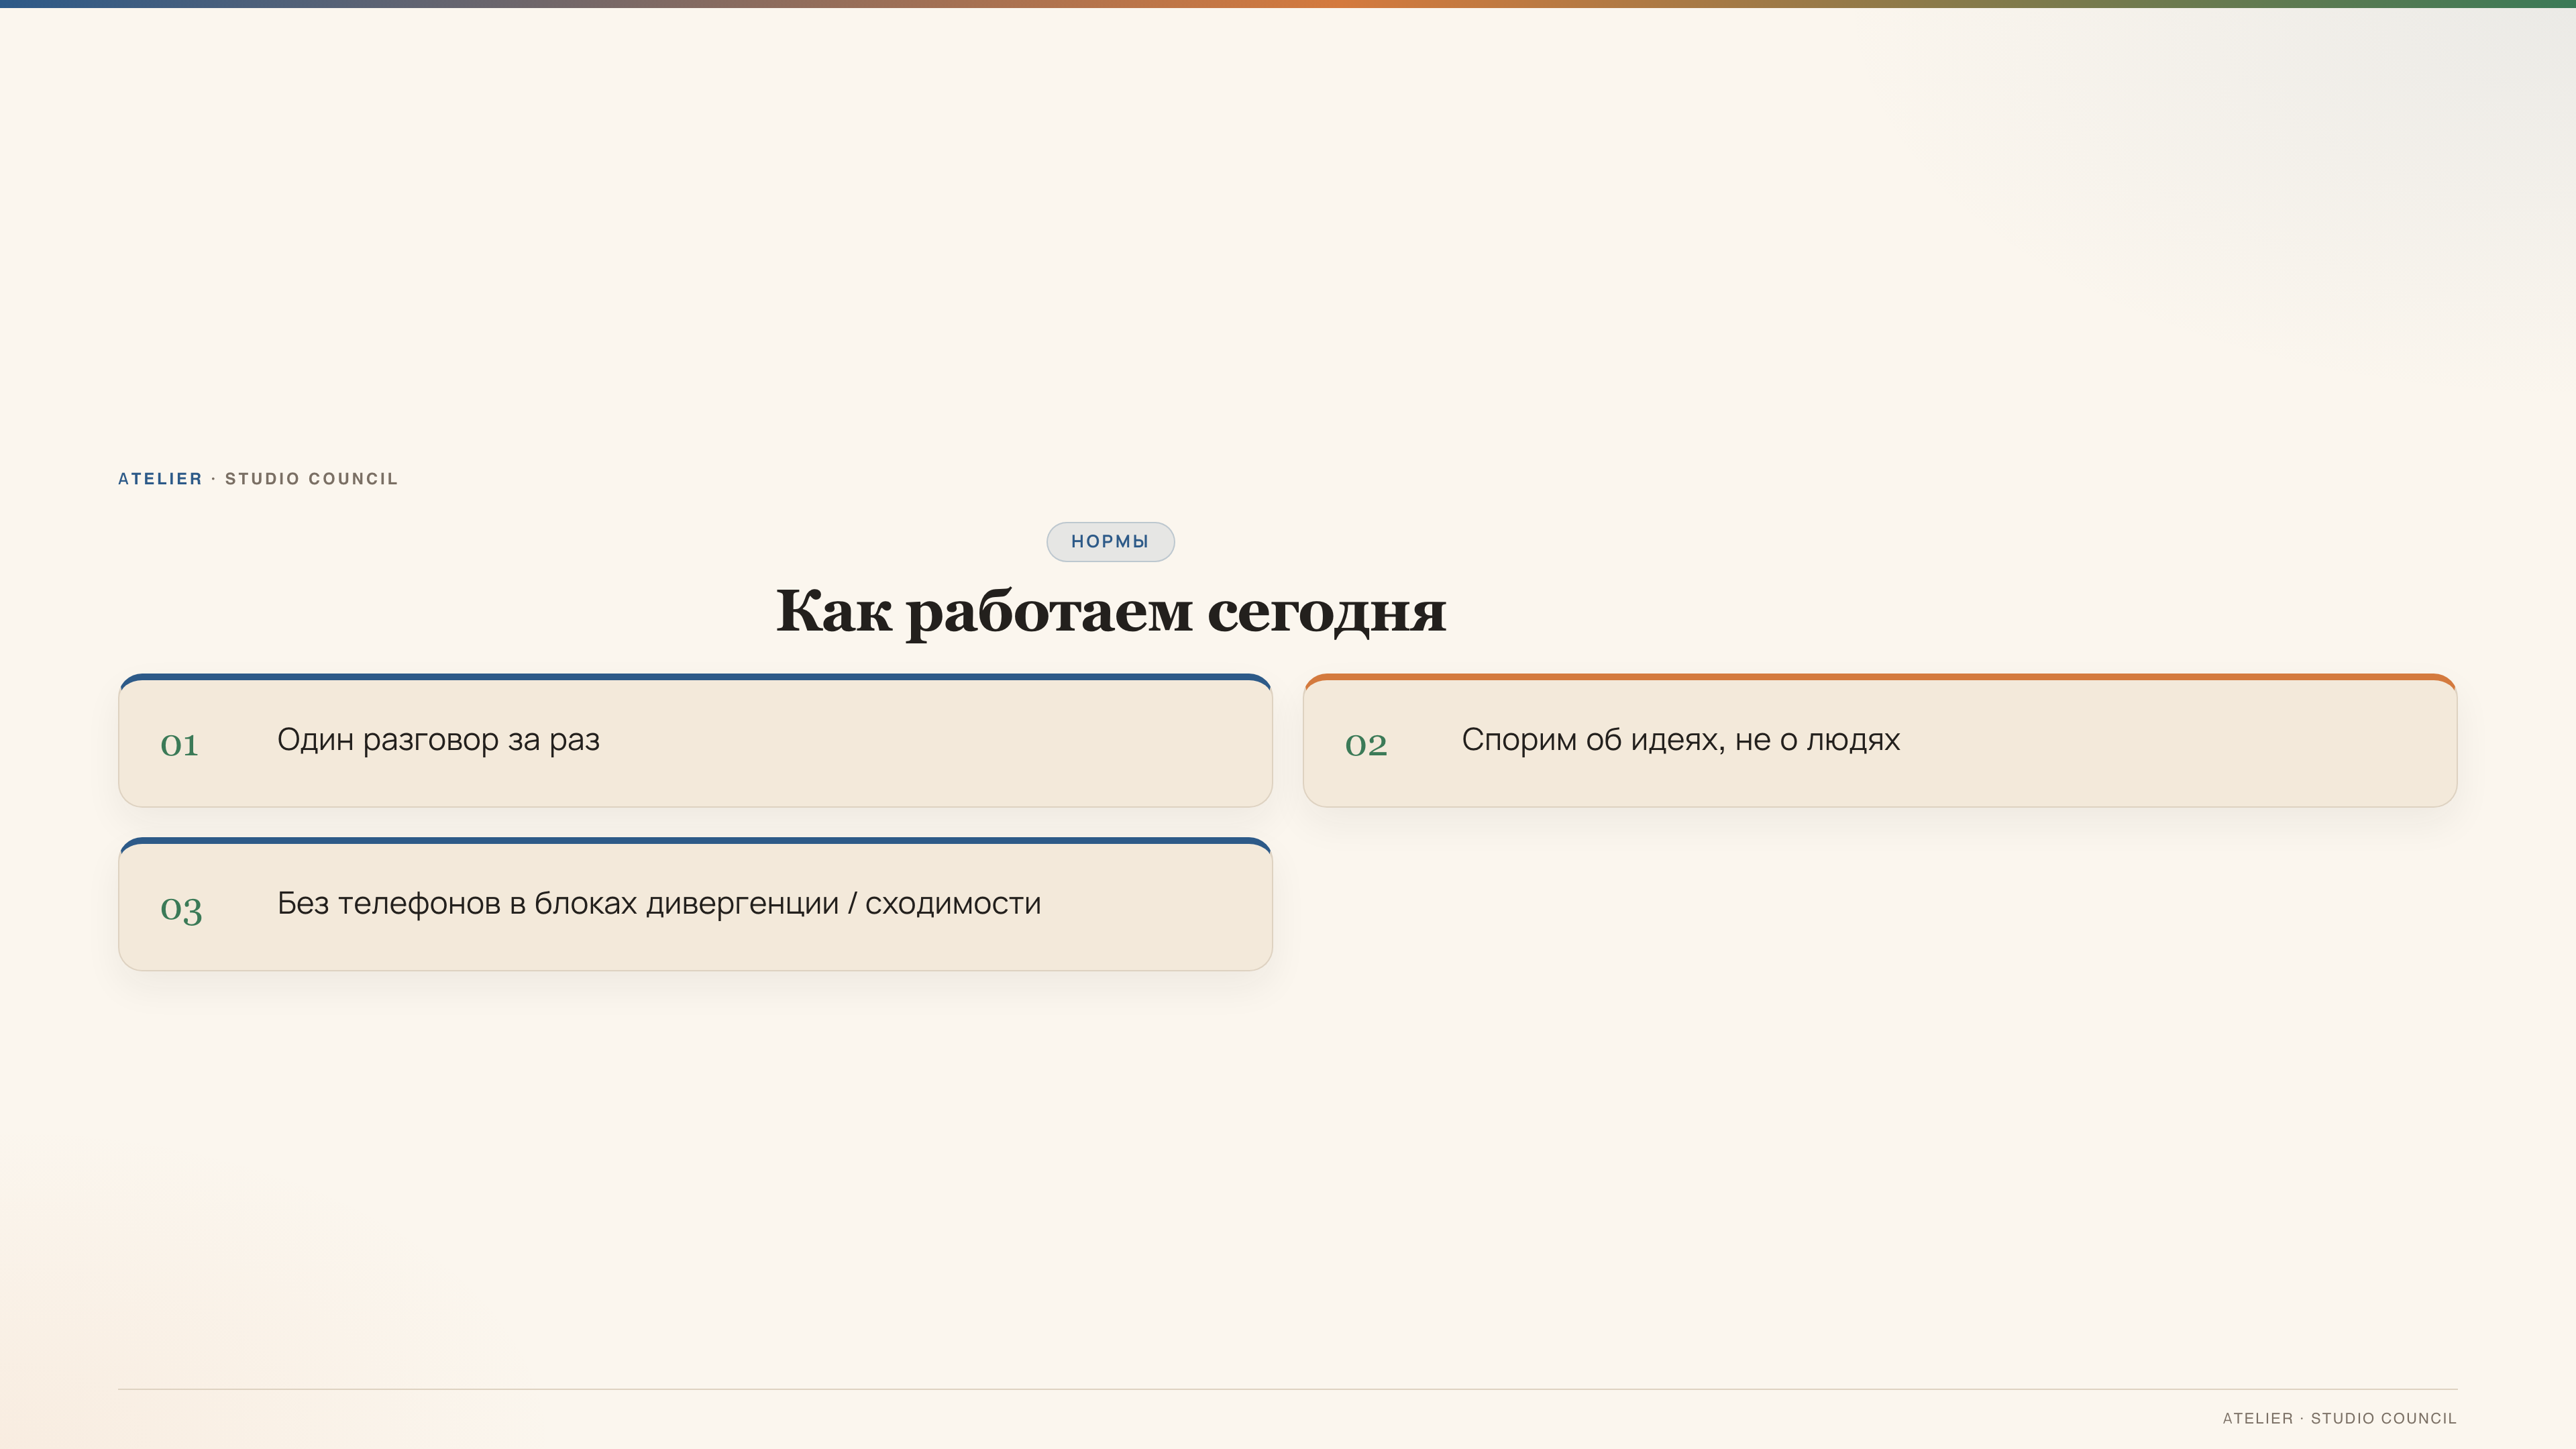 ATELIER · STUDIO COUNCIL
НОРМЫ
Как работаем сегодня
01 Один разговор за раз
02 Спорим об идеях, не о людях
03 Без телефонов в блоках дивергенции / сходимости
ATELIER · STUDIO COUNCIL